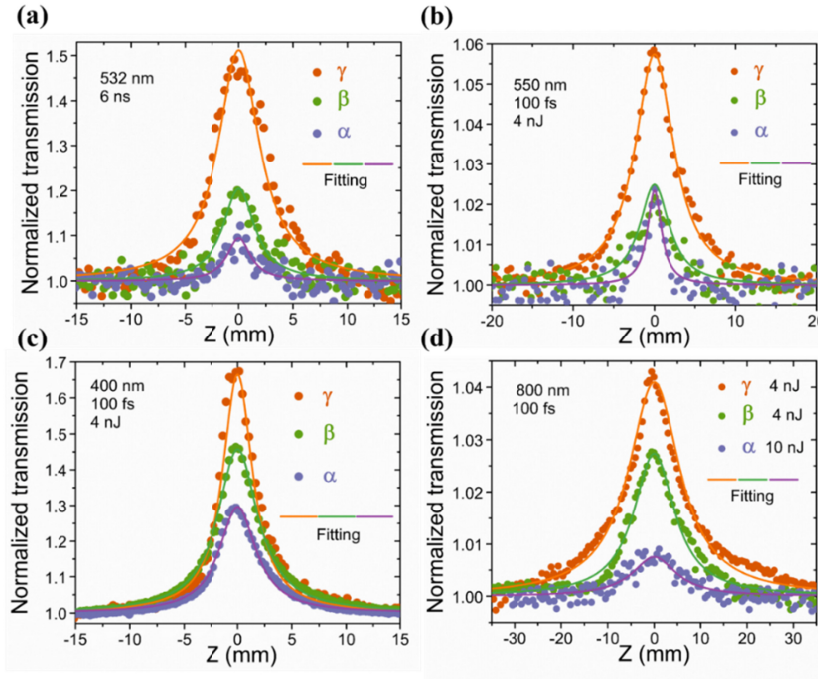 (a)
Normalized transmission
1.5
1.4
1.3
1.2
1.1
1.0
532 nm
6 ns
γ
β
α
Fitting
-15 -10 -5 0 5 10 15
Z (mm)
(b)
Normalized transmission
1.06
1.05
1.04
1.03
1.02
1.01
1.00
550 nm
100 fs
4 nJ
γ
β
α
Fitting
-20 -10 0 10 20
Z (mm)
(c)
Normalized transmission
1.7
1.6
1.5
1.4
1.3
1.2
1.1
1.0
400 nm
100 fs
4 nJ
γ
β
α
Fitting
-15 -10 -5 0 5 10 15
Z (mm)
(d)
Normalized transmission
1.04
1.03
1.02
1.01
1.00
800 nm
100 fs
γ 4 nJ
β 4 nJ
α 10 nJ
Fitting
-30 -20 -10 0 10 20 30
Z (mm)